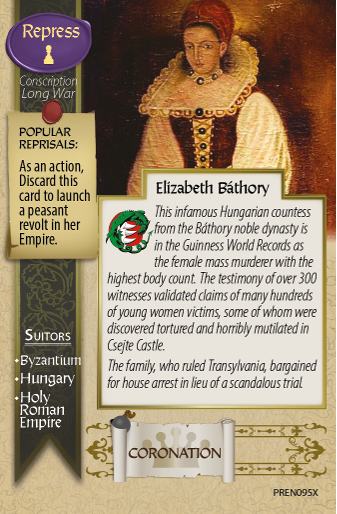 Repress
Conscription
Long War
POPULAR
REPRISALS:
As an action,
Discard this
card to launch
a peasant
revolt in her
Empire.
SUITORS
•Byzantium
•Hungary
•Holy
Roman
Empire
Elizabeth Báthory
This infamous Hungarian countess
from the Báthory noble dynasty is
in the Guinness World Records as
the female mass murderer with the
highest body count. The testimony of over 300
witnesses validated claims of many hundreds
of young women victims, some of whom were
discovered tortured and horribly mutilated in
Csejte Castle.
The family, who ruled Transylvania, bargained
for house arrest in lieu of a scandalous trial.
CORONATION
PREN095X